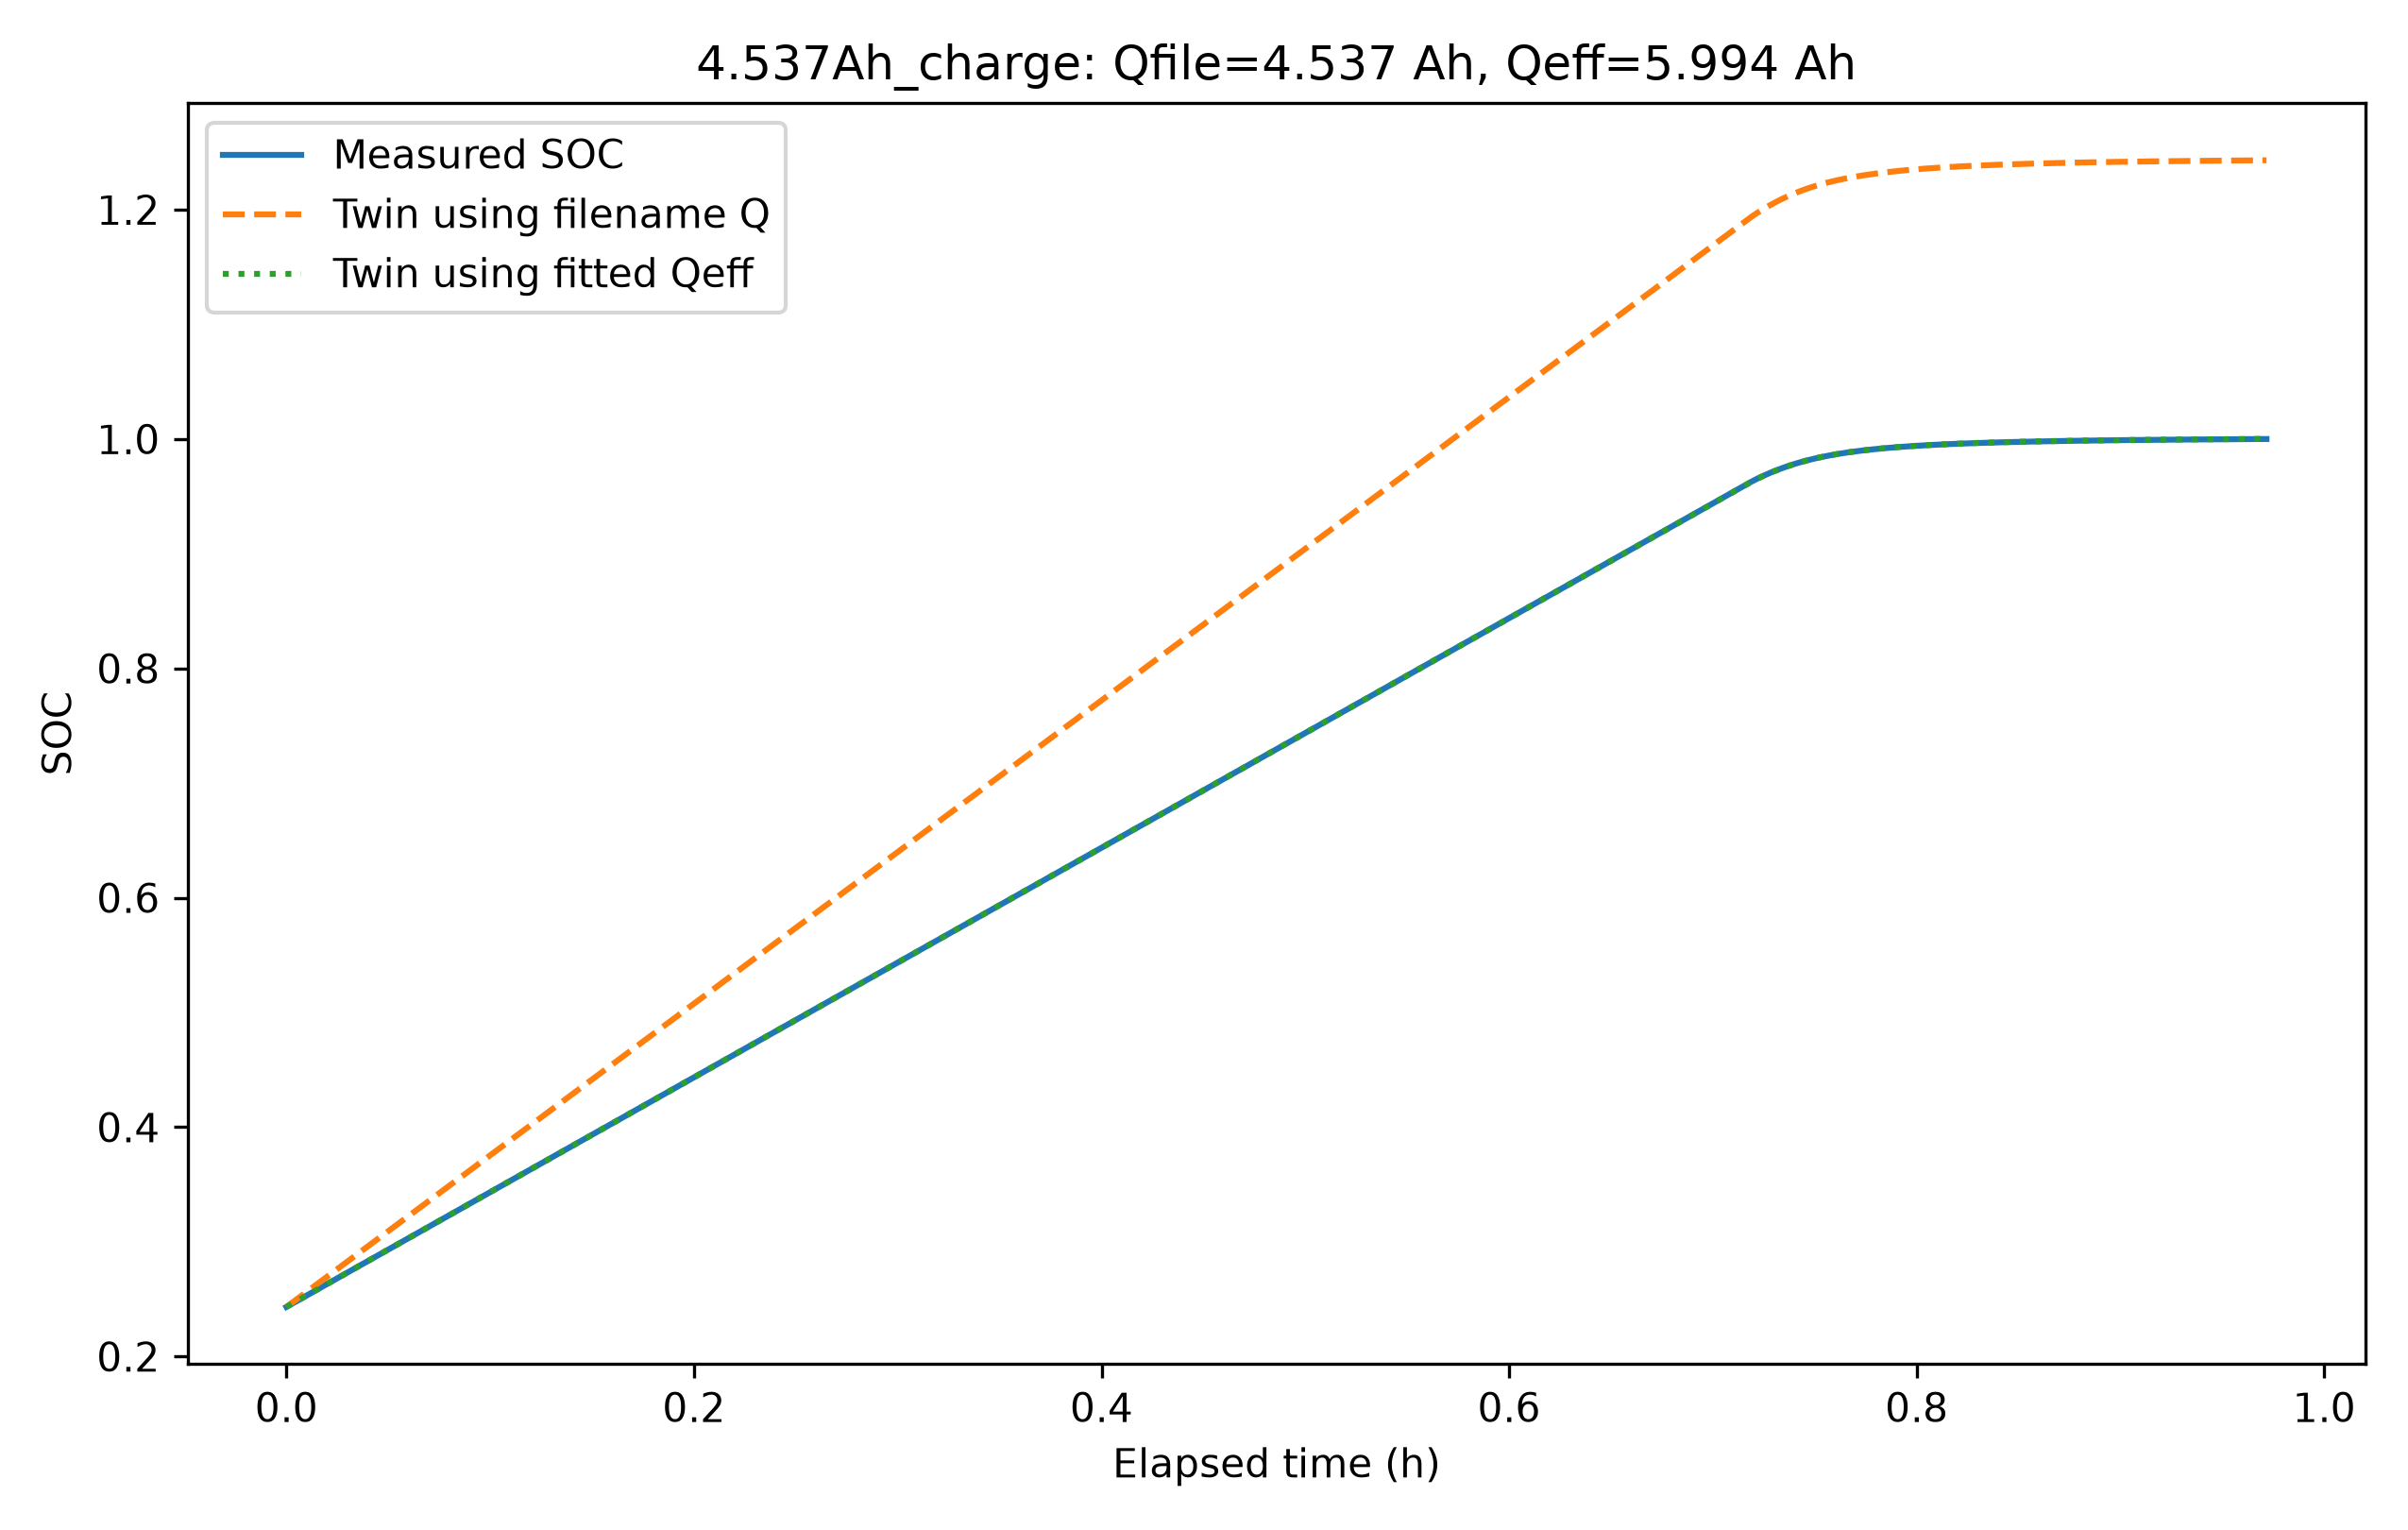 4.537Ah_charge: Qfile=4.537 Ah, Qeff=5.994 Ah
Measured SOC
Twin using filename Q
Twin using fitted Qeff
1.2
1.0
0.8
0.6
0.4
0.2
SOC
0.0 0.2 0.4 0.6 0.8 1.0
Elapsed time (h)